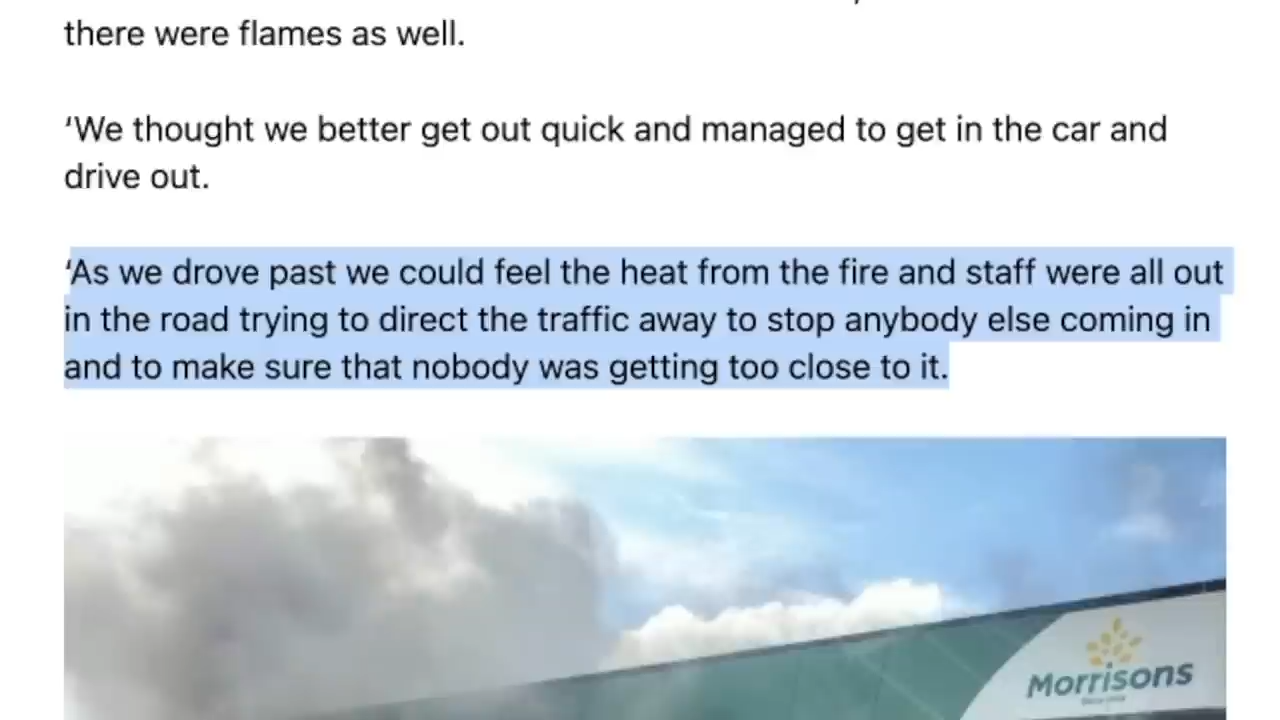 there were flames as well.
‘We thought we better get out quick and managed to get in the car and
drive out.
‘As we drove past we could feel the heat from the fire and staff were all out
in the road trying to direct the traffic away to stop anybody else coming in
and to make sure that nobody was getting too close to it.
Morrisons